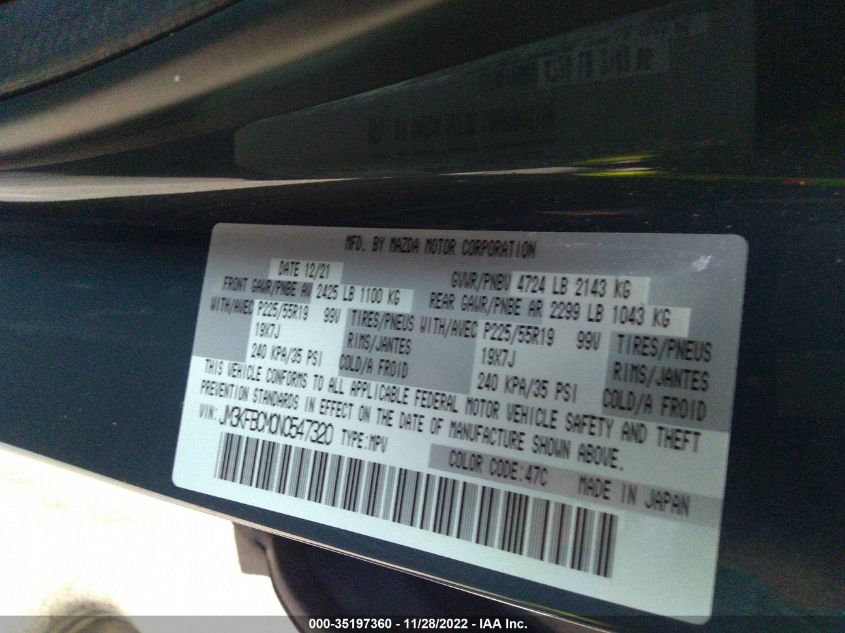 MFD. BY MAZDA MOTOR CORPORATION
DATE 12/21 GVWR/PNBV 4724 LB 2143 KG
FRONT GAWR/PNBE AV 2425 LB 1100 KG REAR GAWR/PNBE AR 2299 LB 1043 KG
WITH/AVEC P225/55R19 99V TIRES/PNEUS WITH/AVEC P225/55R19 99V TIRES/PNEUS
19X7J RIMS/JANTES 19X7J RIMS/JANTES
240 KPA/35 PSI COLD/A FROID 240 KPA/35 PSI COLD/A FROID
THIS VEHICLE CONFORMS TO ALL APPLICABLE FEDERAL MOTOR VEHICLE SAFETY AND THEFT
PREVENTION STANDARDS IN EFFECT ON THE DATE OF MANUFACTURE SHOWN ABOVE.
VIN: JM3KFBCM0N0547320 TYPE:MPV
COLOR CODE:47C MADE IN JAPAN
000-35197360 - 11/28/2022 - IAA Inc.